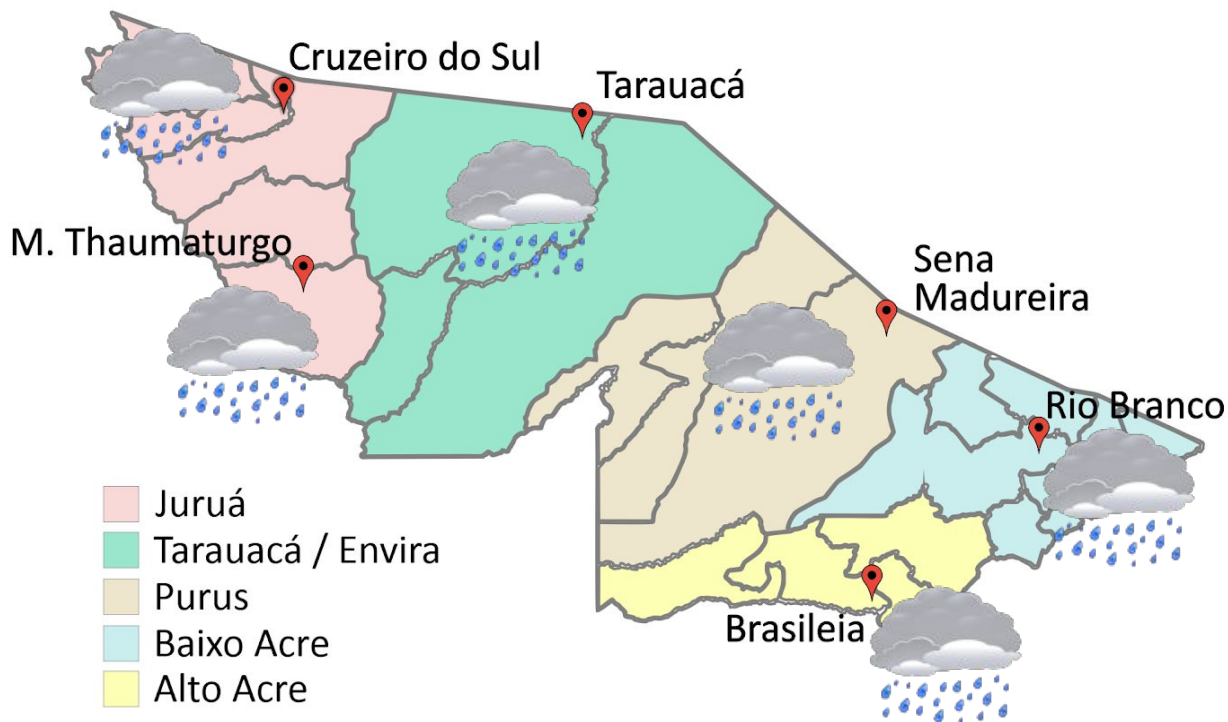 Cruzeiro do Sul
Tarauacá
M. Thaumaturgo
Sena
Madureira
Rio Branco
Brasileia
Juruá
Tarauacá / Envira
Purus
Baixo Acre
Alto Acre